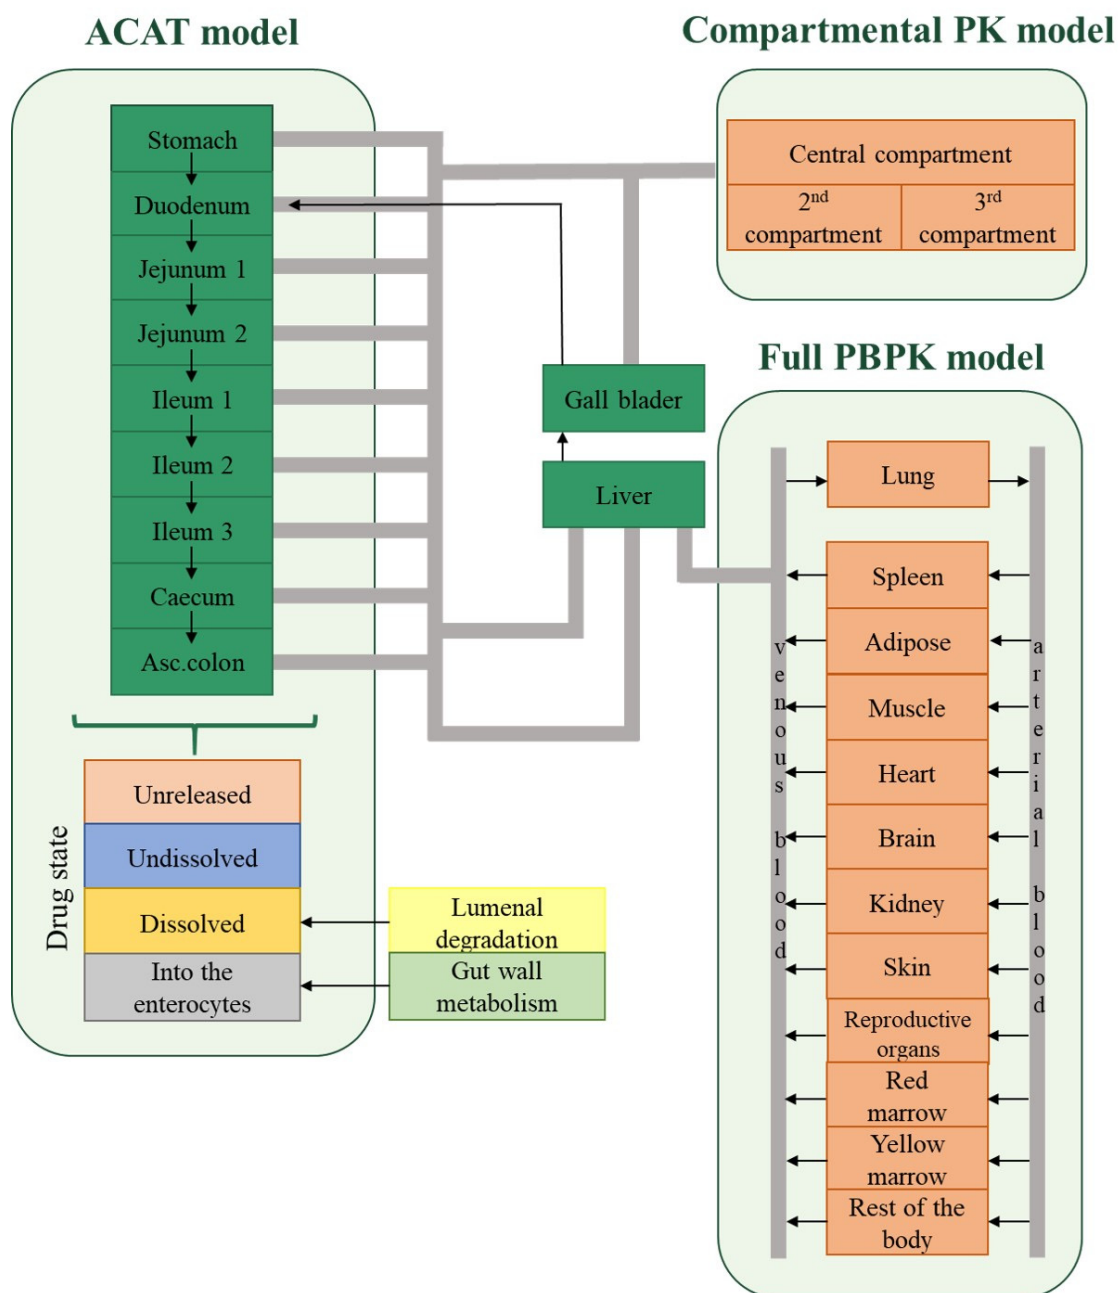 ACAT model
Stomach
Duodenum
Jejunum 1
Jejunum 2
Ileum 1
Ileum 2
Ileum 3
Caecum
Asc.colon
Drug state
Unreleased
Undissolved
Dissolved
Into the
enterocytes
Lumenal
degradation
Gut wall
metabolism
Gall blader
Liver
Compartmental PK model
Central compartment
2nd
compartment
3rd
compartment
Full PBPK model
venous blood
Lung
Spleen
Adipose
Muscle
Heart
Brain
Kidney
Skin
Reproductive
organs
Red
marrow
Yellow
marrow
Rest of the
body
arterial blood